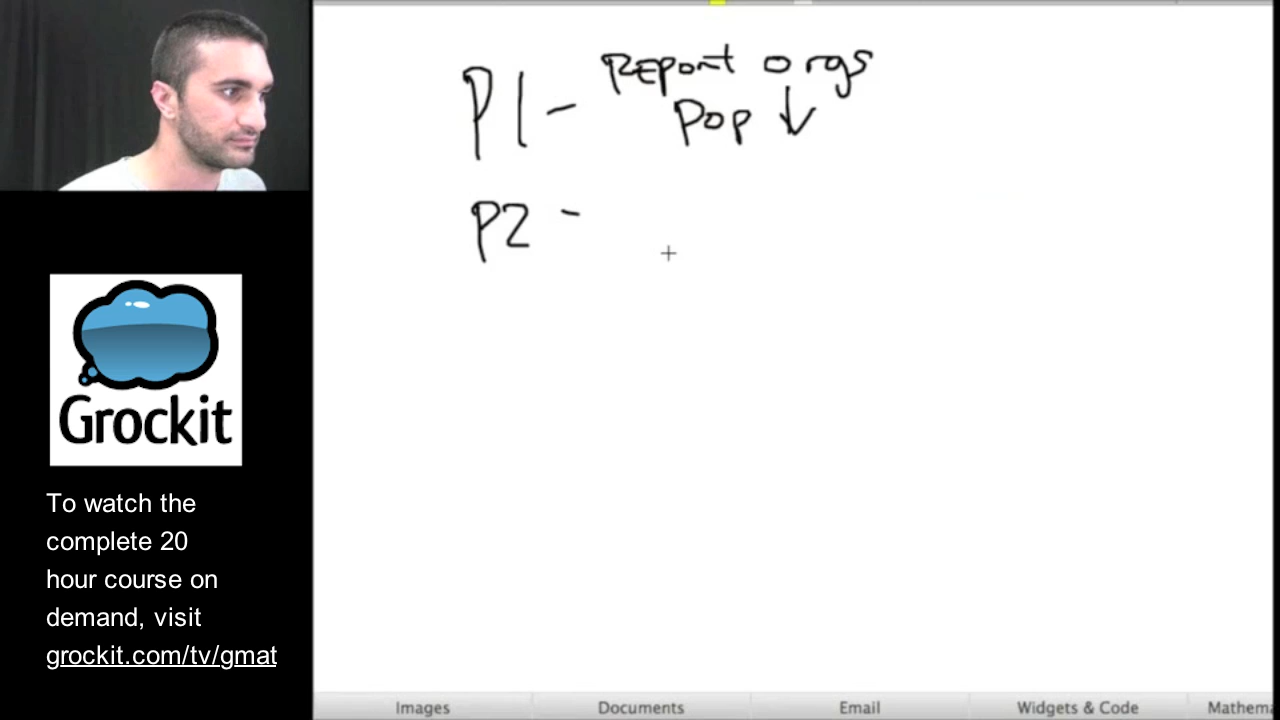 P1 - REport orgs
Pop ↓
P2 -
Grockit
To watch the
complete 20
hour course on
demand, visit
grockit.com/tv/gmat
Images
Documents
Email
Widgets & Code
Mathema